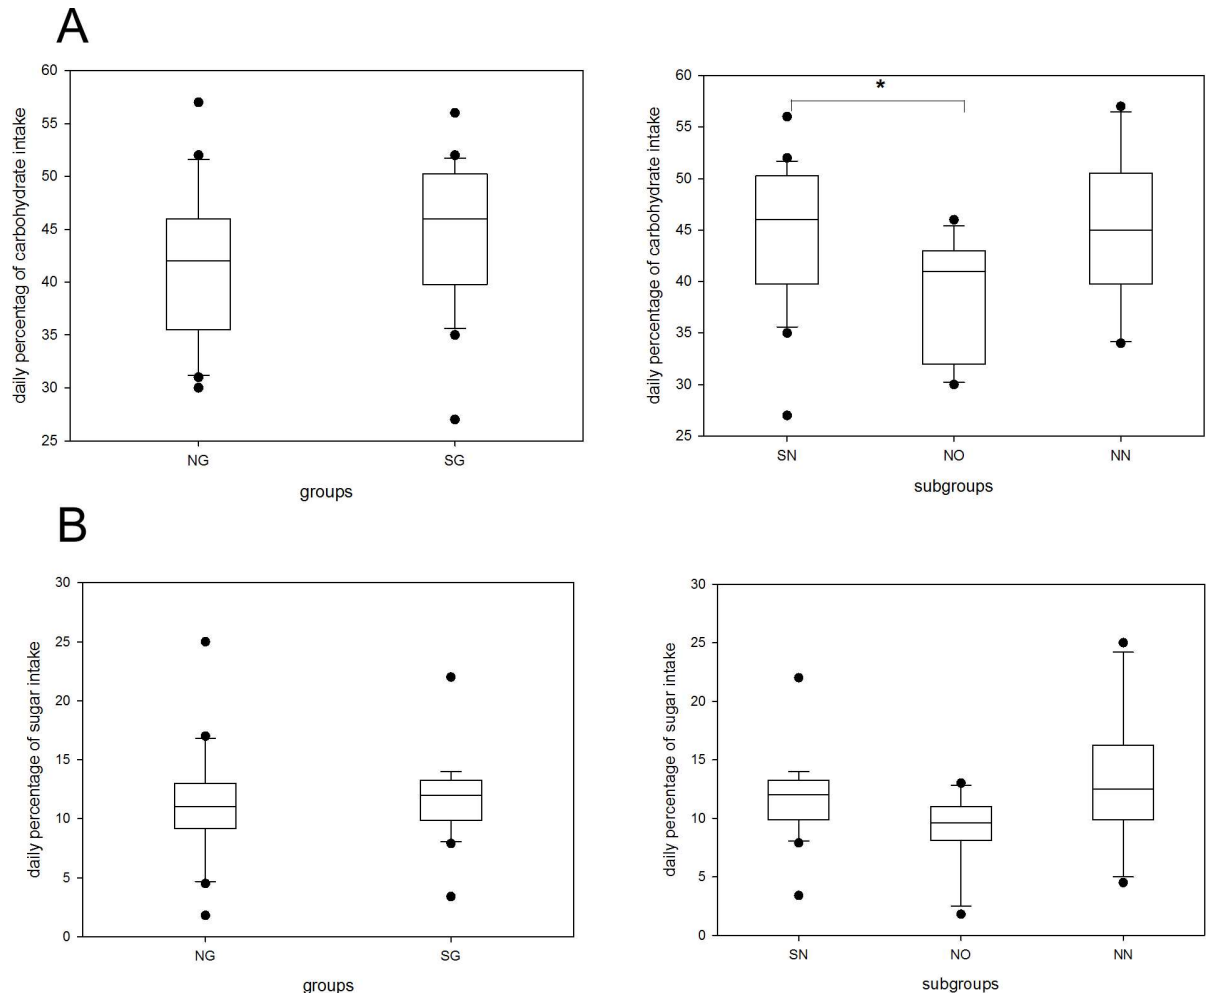 A
daily percentag of carbohydrate intake
60
55
50
45
40
35
30
25
NG
SG
groups
daily percentage of carbohydrate intake
60
55
50
45
40
35
30
25
*
SN
NO
NN
subgroups
B
daily percentage of sugar intake
30
25
20
15
10
5
0
NG
SG
groups
daily percentage of sugar intake
30
25
20
15
10
5
0
SN
NO
NN
subgroups